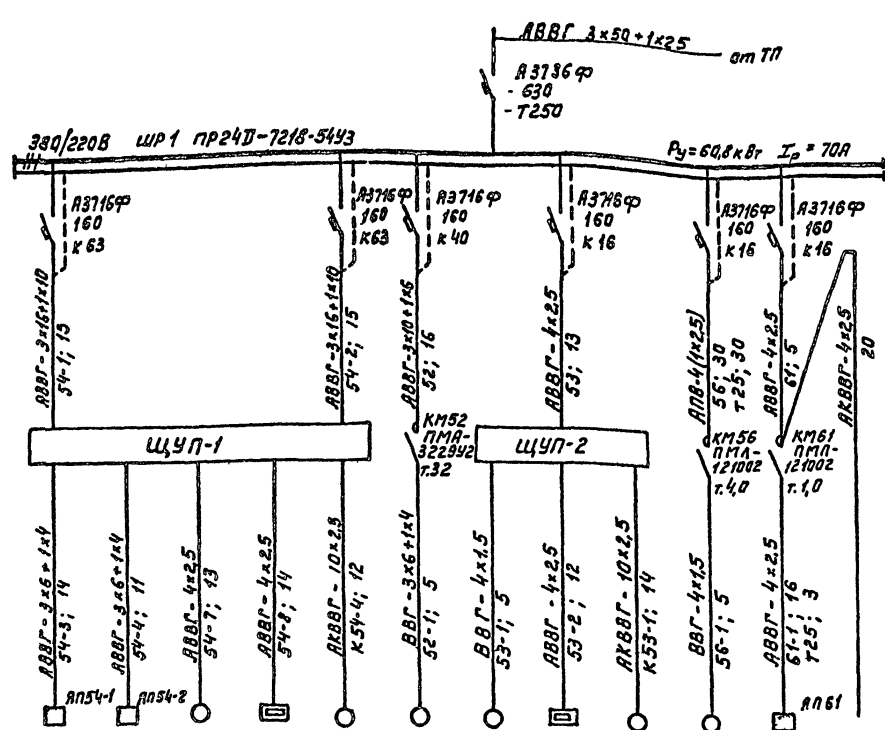 АВВГ 3×50+1×25
от ТП
А3736Ф
- 630
- Т250
380/220В ШР1 ПР24Д-7218-54У3
Ру=60,8кВт Iр = 70А
А3716Ф
160
К63
А3716Ф
160
К63
А3716Ф
160
К 40
А3716Ф
160
К 16
А3716Ф
160
К16
А3716Ф
160
К16
АВВГ-3×16+1×10
54-1; 15
АВВГ-3×16+1×10
54-2; 15
АВВГ-3×10+1×6
52; 16
АВВГ-4×2,5
53; 13
АПВ-4(1×2,5)
56; 30
т25; 30
АВВГ-4×2,5
61; 5
АКВВГ-4×2,5
20
ЩУП-1
КМ52
ПМА-
3229У2
т.32
ЩУП-2
КМ56
ПМЛ-
121002
т.4,0
КМ61
ПМЛ-
121002
т.1,0
АВВГ-3×6+1×4
54-3; 14
АВВГ-3×6+1×4
54-4; 11
АВВГ-4×2,5
54-7; 13
АВВГ-4×2,5
54-8; 14
АКВВГ-10×2,5
К54-4; 12
ВВГ-3×6+1×4
52-1; 5
ВВГ-4×1,5
53-1; 5
АВВГ-4×2,5
53-2; 12
АКВВГ-10×2,5
К53-1; 14
ВВГ-4×1,5
56-1; 5
АВВГ-4×2,5
61-1; 16
т25; 3
ЯП54-1
ЯП54-2
ЯП61